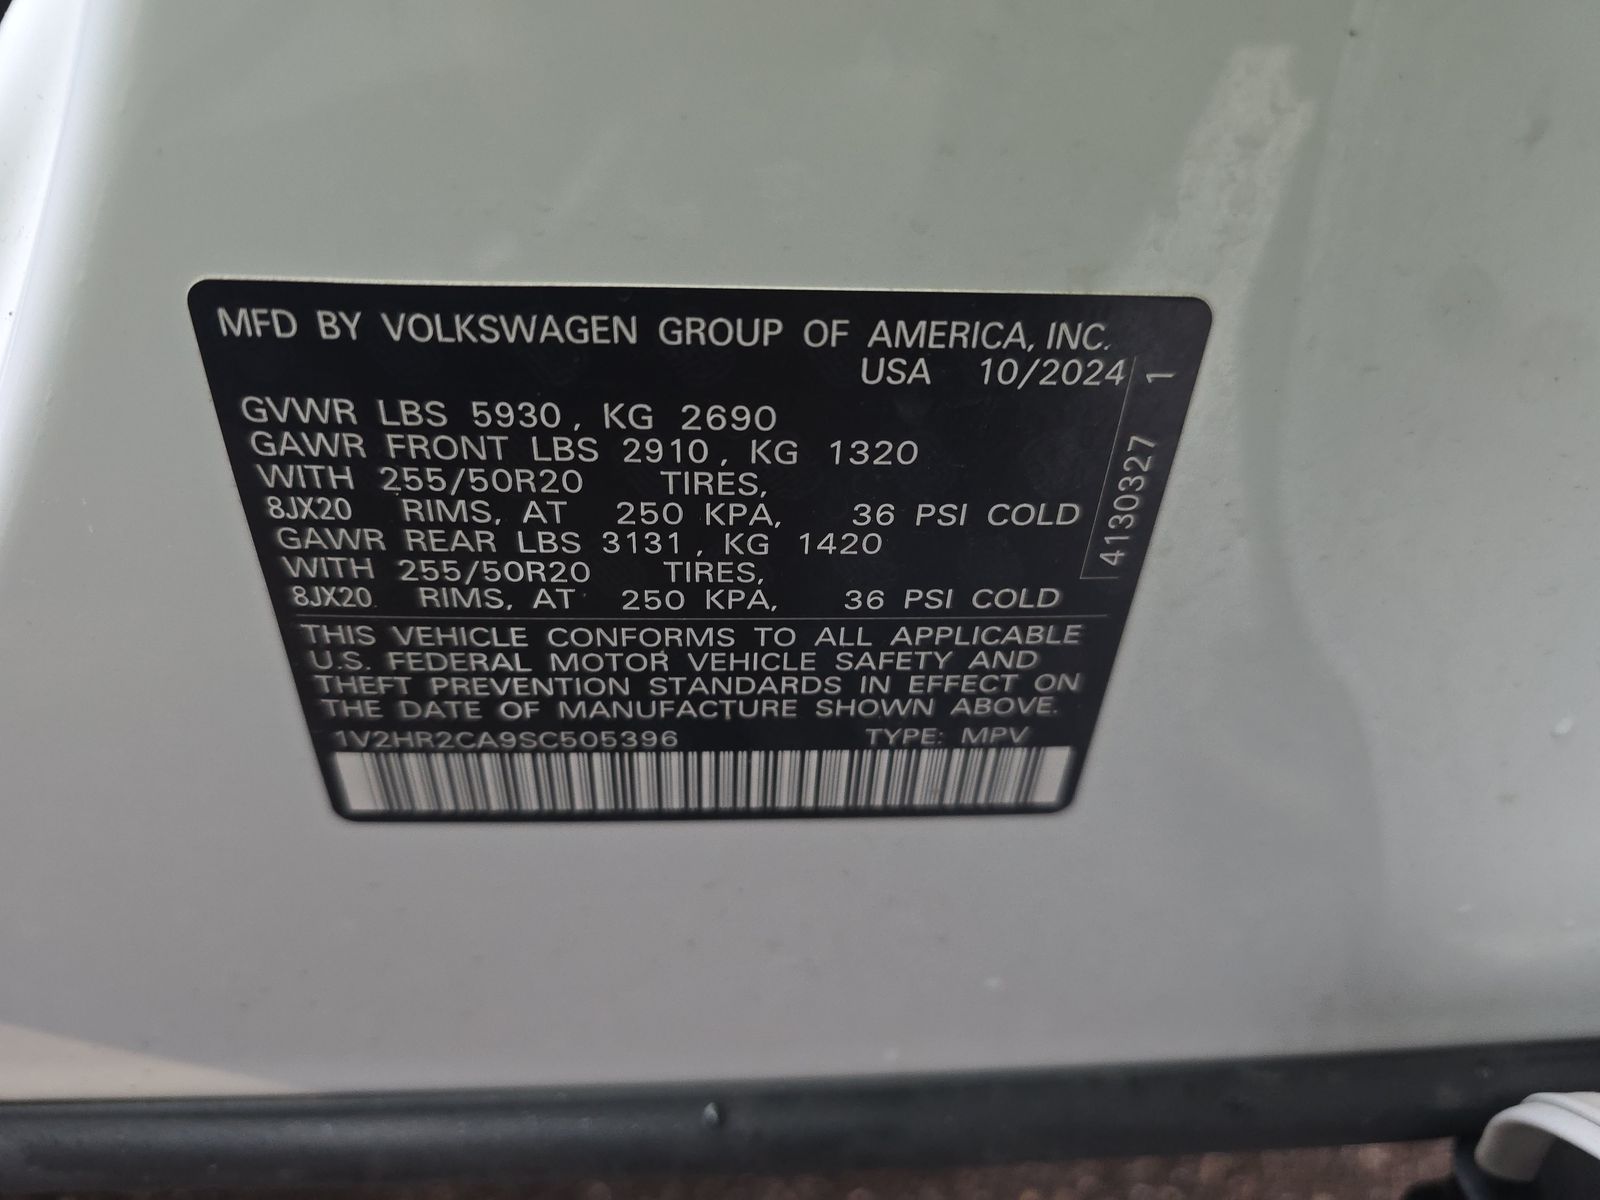 MFD BY VOLKSWAGEN GROUP OF AMERICA, INC.
USA 10/2024
GVWR LBS 5930, KG 2690
GAWR FRONT LBS 2910, KG 1320
WITH 255/50R20 TIRES,
8JX20 RIMS, AT 250 KPA, 36 PSI COLD
GAWR REAR LBS 3131, KG 1420
WITH 255/50R20 TIRES,
8JX20 RIMS, AT 250 KPA, 36 PSI COLD
THIS VEHICLE CONFORMS TO ALL APPLICABLE
U.S. FEDERAL MOTOR VEHICLE SAFETY AND
THEFT PREVENTION STANDARDS IN EFFECT ON
THE DATE OF MANUFACTURE SHOWN ABOVE.
1V2HR2CA9SC505396 TYPE: MPV
4130327 1